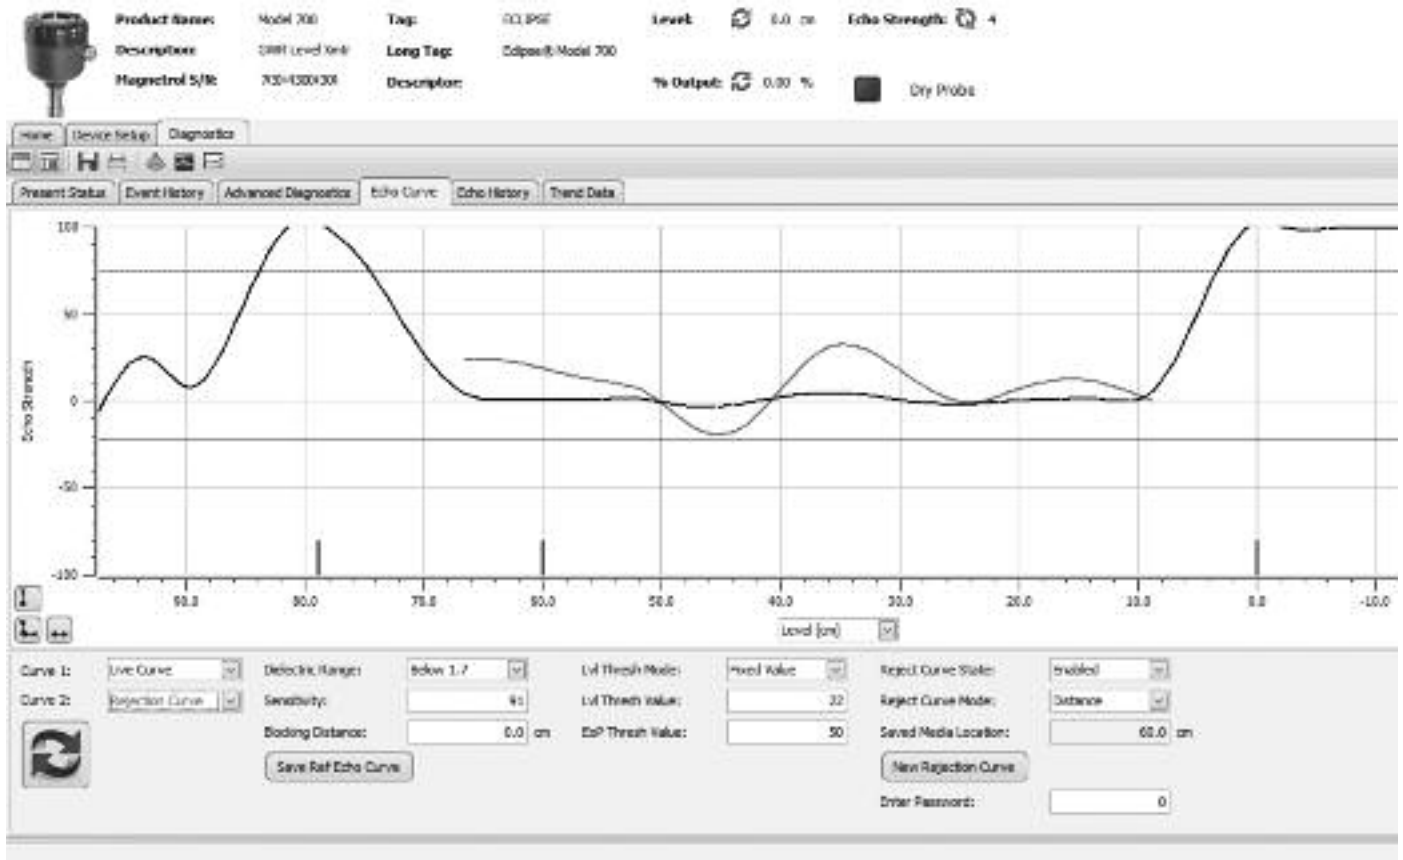 Product Name: Model 700 Tag: ECLIPSE Level: 0.0 cm Echo Strength: 4
Description: GWR Level Xmtr Long Tag: Eclipse® Model 700
Magnetrol S/N: Descriptor: % Output: 0.00 % Dry Probe
Home Device Setup Diagnostics
Present Status Event History Advanced Diagnostics Echo Curve Echo History Trend Data
100
50
0
-50
-100
Echo Strength
90.0 80.0 70.0 60.0 50.0 40.0 30.0 20.0 10.0 0.0 -10.0
Level (cm)
Curve 1: Live Curve Dielectric Range: Below 1.7 Lvl Thresh Mode: Fixed Value Reject Curve State: Enabled
Curve 2: Rejection Curve Sensitivity: 91 Lvl Thresh Value: 22 Reject Curve Mode: Distance
Blocking Distance: 0.0 cm EoP Thresh Value: 50 Saved Media Location: 60.0 cm
Save Ref Echo Curve New Rejection Curve
Enter Password: 0